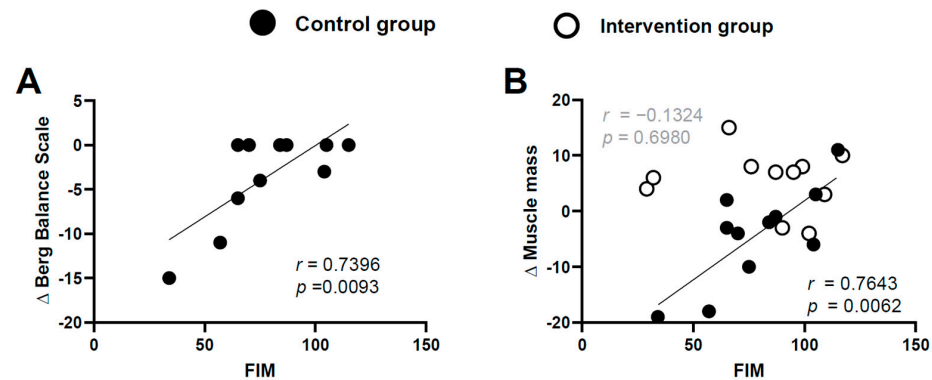 Control group
Intervention group
A
B
5
0
-5
-10
-15
-20
Δ Berg Balance Scale
r = 0.7396
p =0.0093
0
50
100
150
FIM
20
10
0
-10
-20
Δ Muscle mass
r = −0.1324
p = 0.6980
r = 0.7643
p = 0.0062
0
50
100
150
FIM